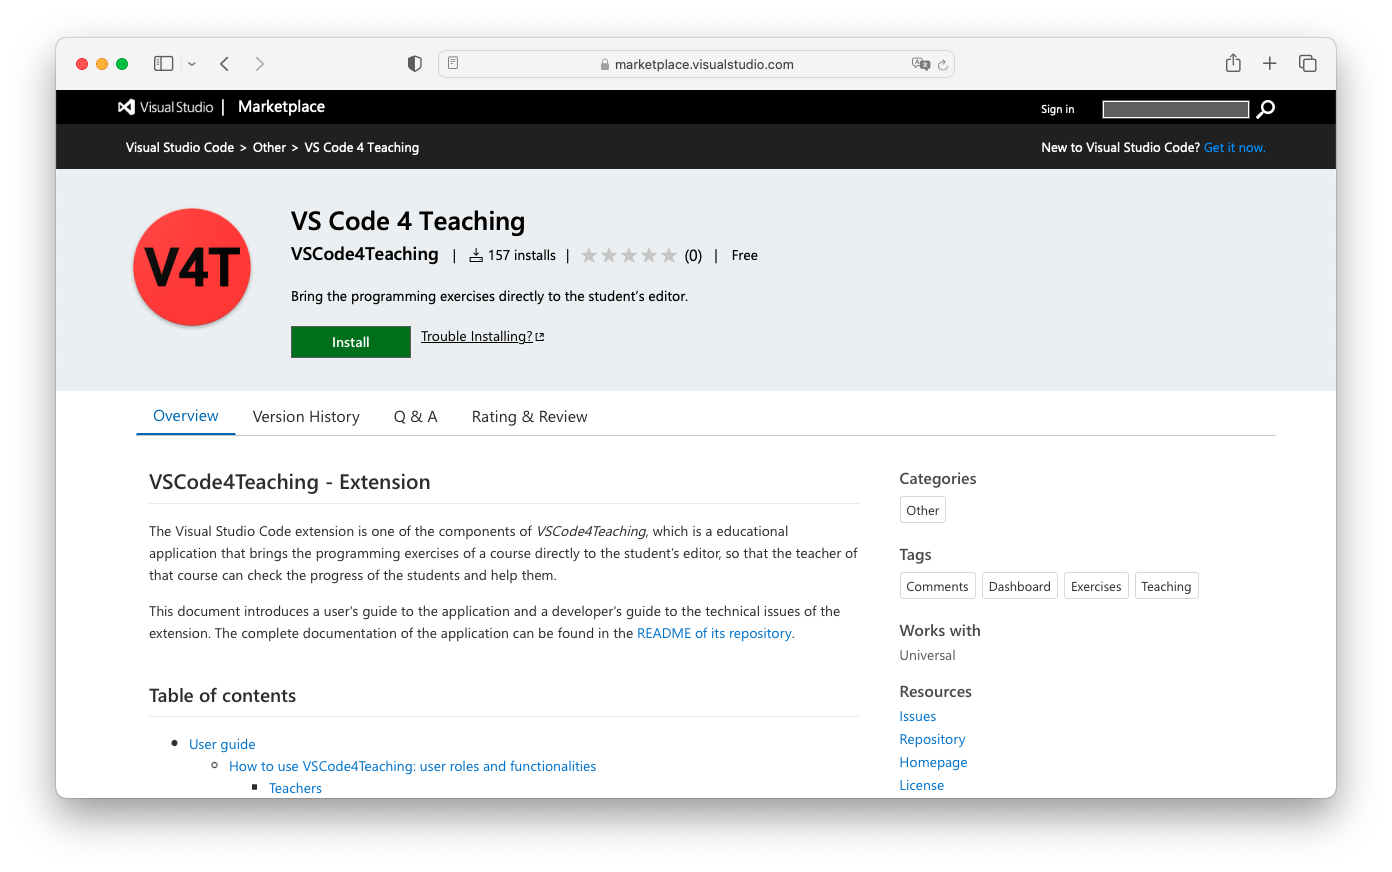 marketplace.visualstudio.com
Visual Studio | Marketplace
Sign in
Visual Studio Code > Other > VS Code 4 Teaching
New to Visual Studio Code? Get it now.
V4T
VS Code 4 Teaching
VSCode4Teaching | 157 installs | (0) | Free
Bring the programming exercises directly to the student's editor.
Install
Trouble Installing?
Overview
Version History
Q & A
Rating & Review
VSCode4Teaching - Extension
The Visual Studio Code extension is one of the components of VSCode4Teaching, which is a educational
application that brings the programming exercises of a course directly to the student's editor, so that the teacher of
that course can check the progress of the students and help them.
This document introduces a user's guide to the application and a developer's guide to the technical issues of the
extension. The complete documentation of the application can be found in the README of its repository.
Table of contents
User guide
How to use VSCode4Teaching: user roles and functionalities
Teachers
Categories
Other
Tags
Comments
Dashboard
Exercises
Teaching
Works with
Universal
Resources
Issues
Repository
Homepage
License